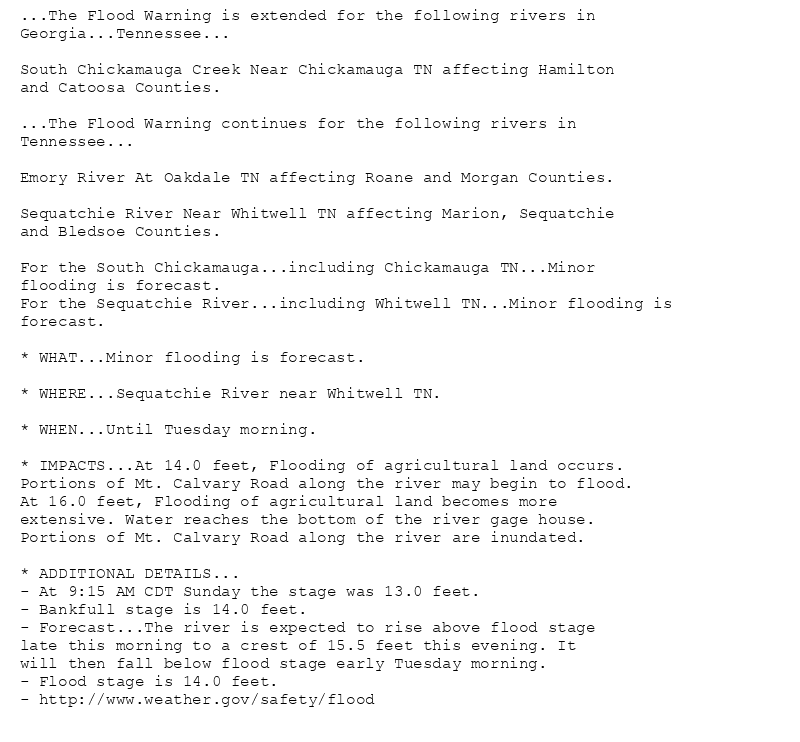 ...The Flood Warning is extended for the following rivers in
Georgia...Tennessee...
South Chickamauga Creek Near Chickamauga TN affecting Hamilton
and Catoosa Counties.
...The Flood Warning continues for the following rivers in
Tennessee...
Emory River At Oakdale TN affecting Roane and Morgan Counties.
Sequatchie River Near Whitwell TN affecting Marion, Sequatchie
and Bledsoe Counties.
For the South Chickamauga...including Chickamauga TN...Minor
flooding is forecast.
For the Sequatchie River...including Whitwell TN...Minor flooding is
forecast.
* WHAT...Minor flooding is forecast.
* WHERE...Sequatchie River near Whitwell TN.
* WHEN...Until Tuesday morning.
* IMPACTS...At 14.0 feet, Flooding of agricultural land occurs.
Portions of Mt. Calvary Road along the river may begin to flood.
At 16.0 feet, Flooding of agricultural land becomes more
extensive. Water reaches the bottom of the river gage house.
Portions of Mt. Calvary Road along the river are inundated.
* ADDITIONAL DETAILS...
- At 9:15 AM CDT Sunday the stage was 13.0 feet.
- Bankfull stage is 14.0 feet.
- Forecast...The river is expected to rise above flood stage
late this morning to a crest of 15.5 feet this evening. It
will then fall below flood stage early Tuesday morning.
- Flood stage is 14.0 feet.
- http://www.weather.gov/safety/flood